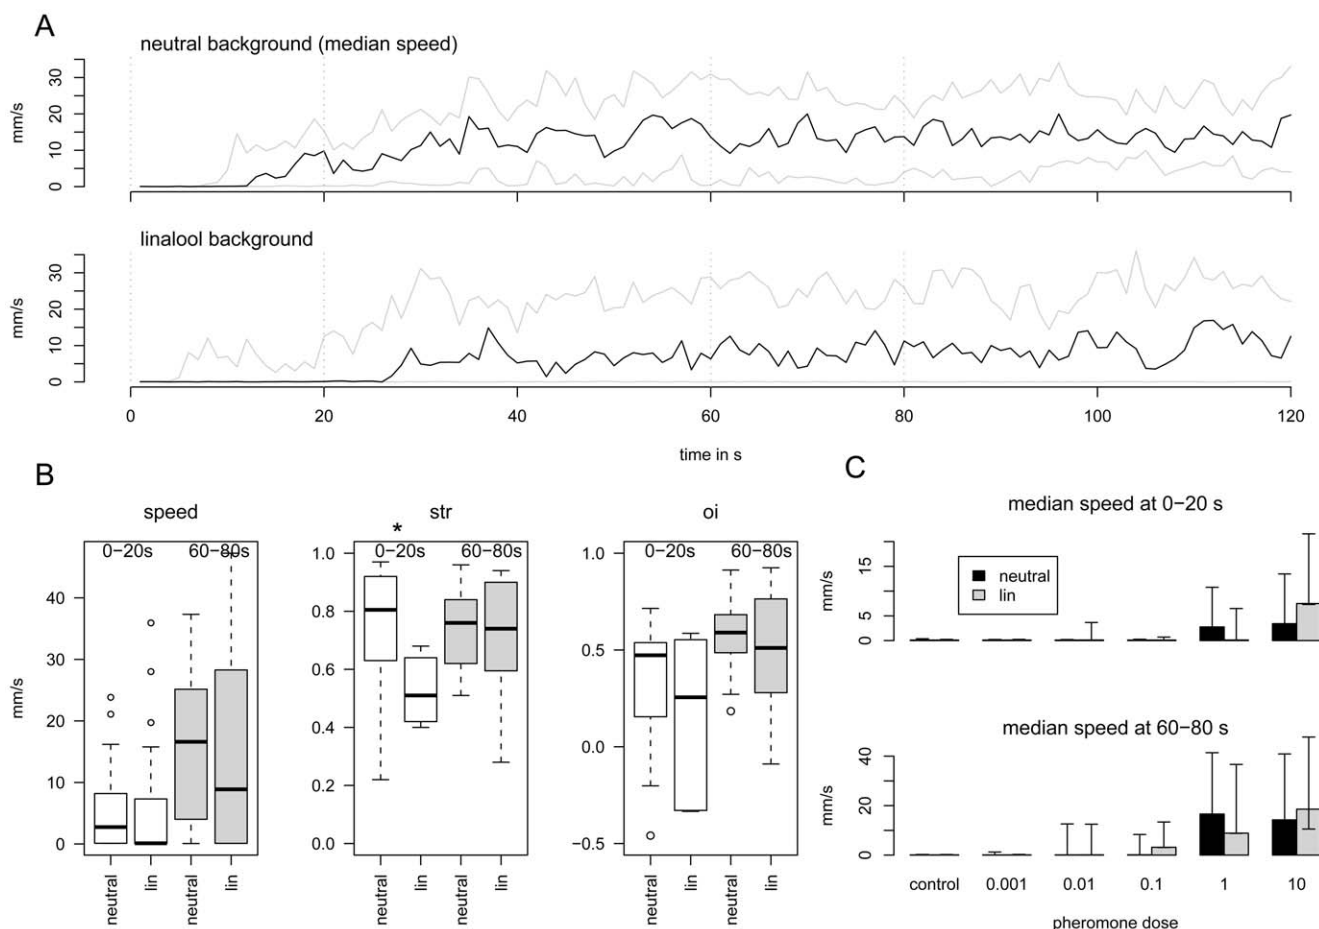 A
neutral background (median speed)
mm/s
0 10 20 30
linalool background
mm/s
0 10 20 30
0 20 40 60 80 100 120
time in s
B
speed
0−20s 60−80s
mm/s
0 10 20 30 40
neutral lin neutral lin
str
*
0−20s 60−80s
0.0 0.2 0.4 0.6 0.8 1.0
neutral lin neutral lin
oi
0−20s 60−80s
−0.5 0.0 0.5 1.0
neutral lin neutral lin
C
median speed at 0−20 s
mm/s
0 5 15
neutral
lin
median speed at 60−80 s
mm/s
0 20 40
control 0.001 0.01 0.1 1 10
pheromone dose